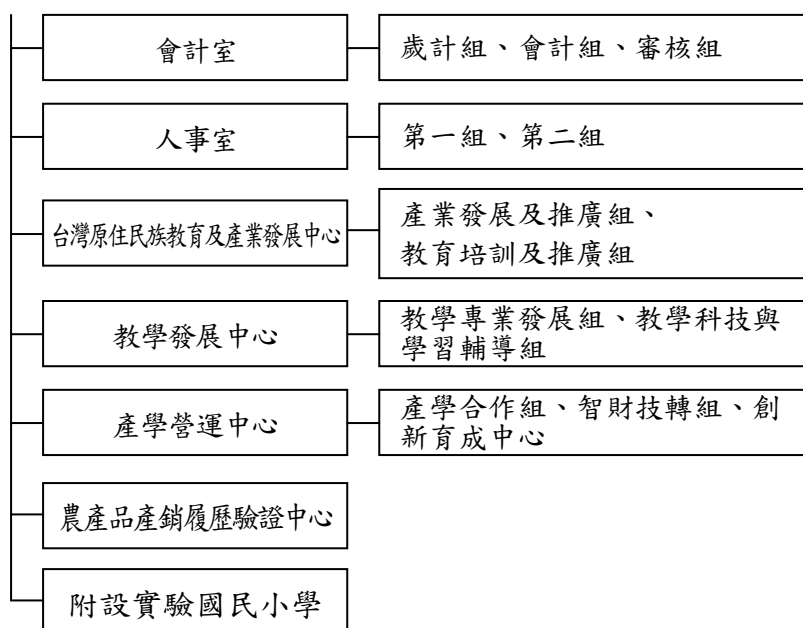 會計室
歲計組、會計組、審核組
人事室
第一組、第二組
台灣原住民族教育及產業發展中心
產業發展及推廣組、
教育培訓及推廣組
教學發展中心
教學專業發展組、教學科技與
學習輔導組
產學營運中心
產學合作組、智財技轉組、創
新育成中心
農產品產銷履歷驗證中心
附設實驗國民小學